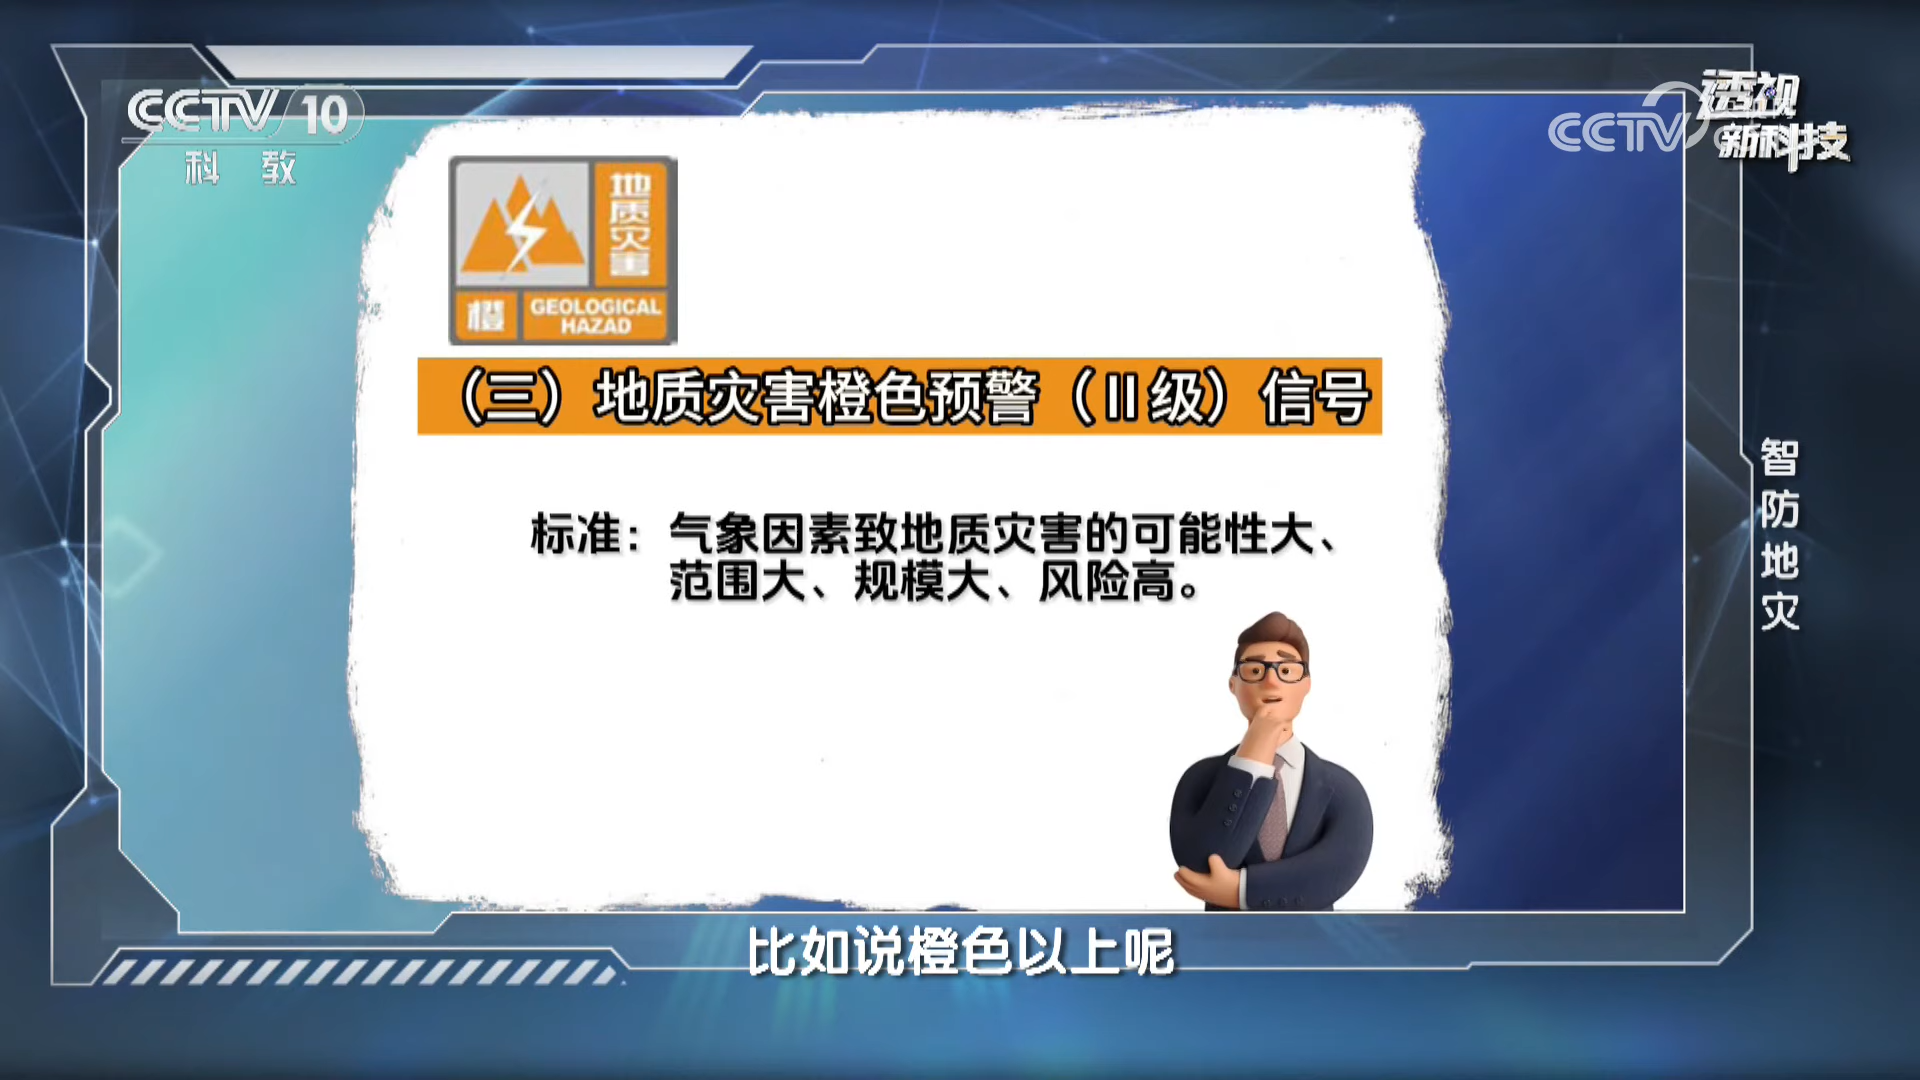 CCTV 10
科 教
透视
新科技
CCTV
地质灾害
橙
GEOLOGICAL
HAZAD
（三）地质灾害橙色预警（Ⅱ级）信号
标准：气象因素致地质灾害的可能性大、
范围大、规模大、风险高。
智防地灾
比如说橙色以上呢